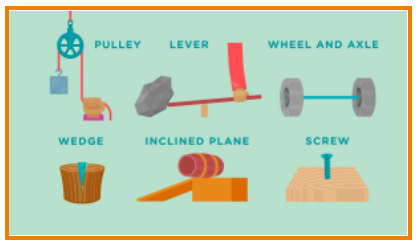 PULLEY LEVER WHEEL AND AXLE
WEDGE INCLINED PLANE SCREW